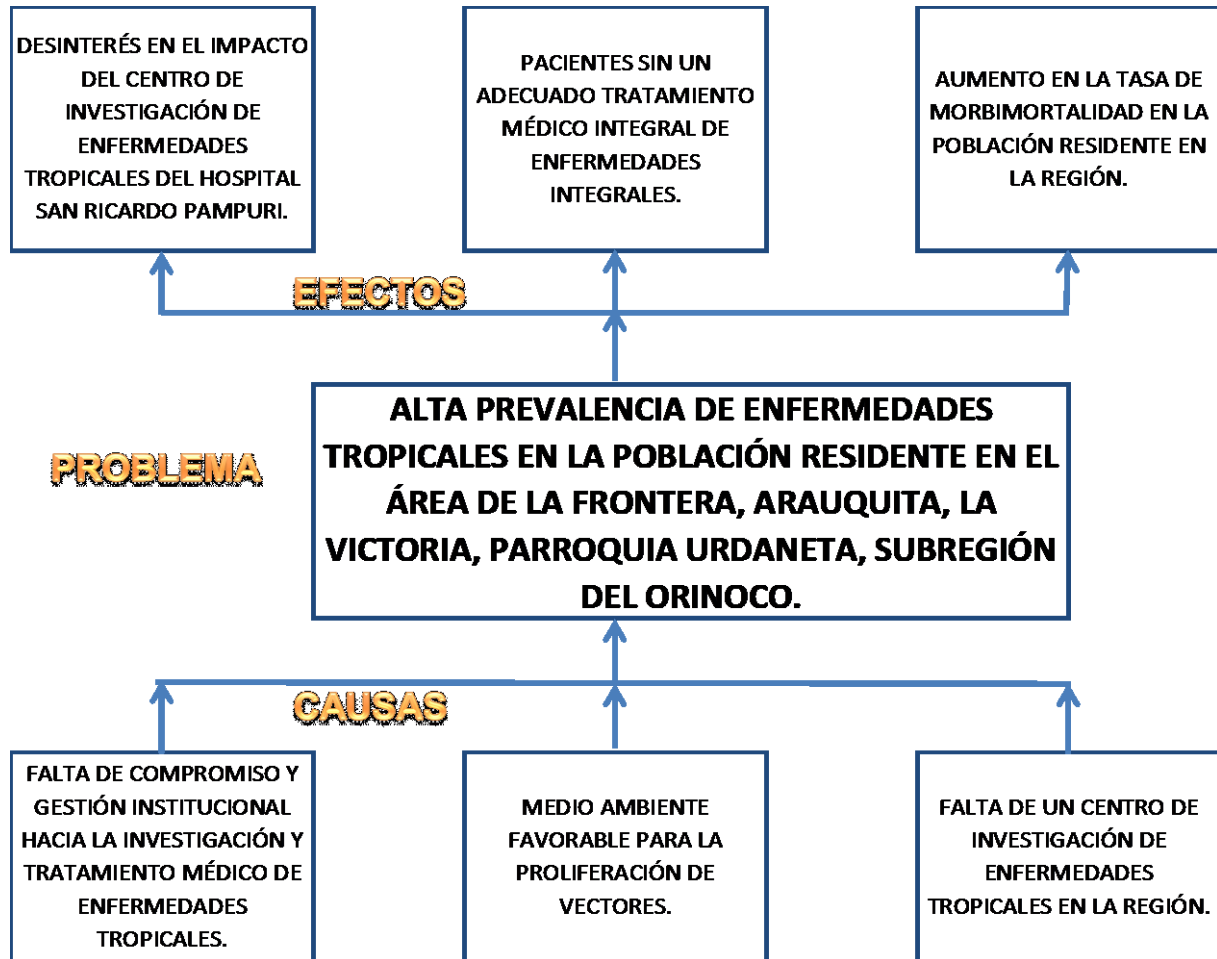 DESINTERÉS EN EL IMPACTO
DEL CENTRO DE
INVESTIGACIÓN DE
ENFERMEDADES
TROPICALES DEL HOSPITAL
SAN RICARDO PAMPURI.
PACIENTES SIN UN
ADECUADO TRATAMIENTO
MÉDICO INTEGRAL DE
ENFERMEDADES
INTEGRALES.
AUMENTO EN LA TASA DE
MORBIMORTALIDAD EN LA
POBLACIÓN RESIDENTE EN
LA REGIÓN.
EFECTOS
PROBLEMA
ALTA PREVALENCIA DE ENFERMEDADES
TROPICALES EN LA POBLACIÓN RESIDENTE EN EL
ÁREA DE LA FRONTERA, ARAUQUITA, LA
VICTORIA, PARROQUIA URDANETA, SUBREGIÓN
DEL ORINOCO.
CAUSAS
FALTA DE COMPROMISO Y
GESTIÓN INSTITUCIONAL
HACIA LA INVESTIGACIÓN Y
TRATAMIENTO MÉDICO DE
ENFERMEDADES
TROPICALES.
MEDIO AMBIENTE
FAVORABLE PARA LA
PROLIFERACIÓN DE
VECTORES.
FALTA DE UN CENTRO DE
INVESTIGACIÓN DE
ENFERMEDADES
TROPICALES EN LA REGIÓN.